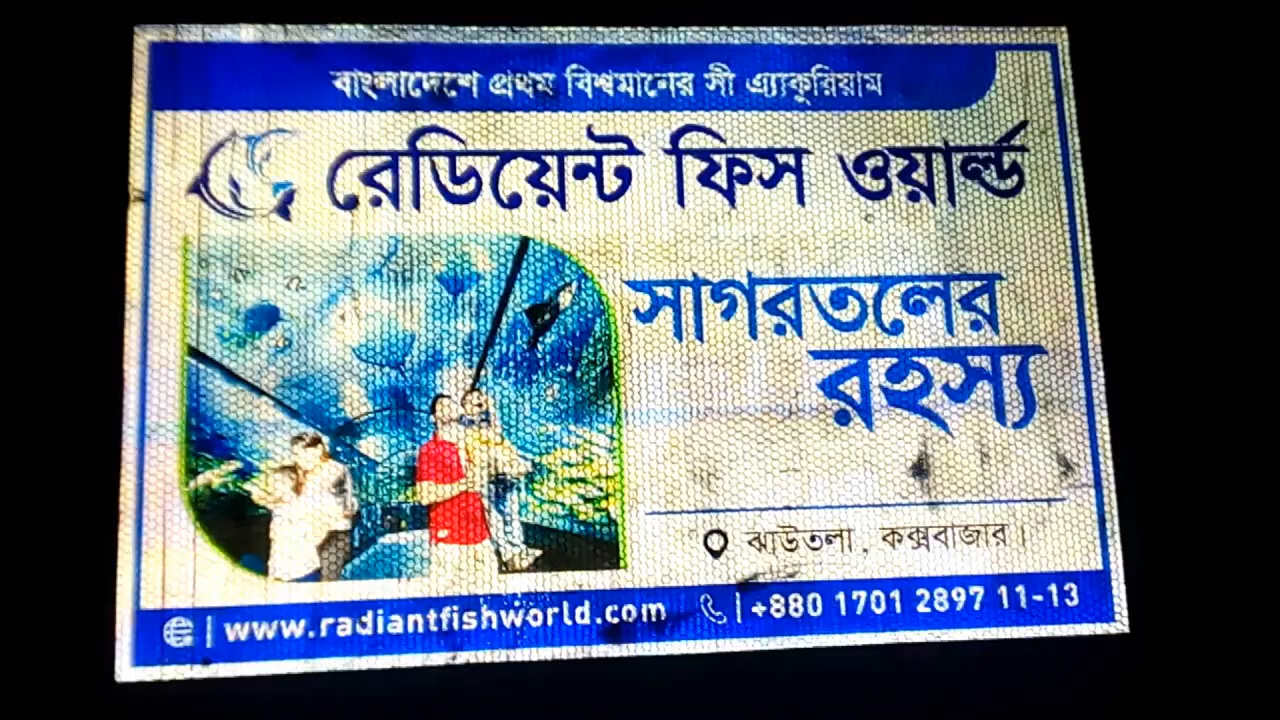 বাংলাদেশে প্রথম বিশ্বমানের সী এ্যাকুরিয়াম
রেডিয়েন্ট ফিস ওয়ার্ল্ড
সাগরতলের
রহস্য
ঝাউতলা, কক্সবাজার।
www.radiantfishworld.com | +880 1701 2897 11-13